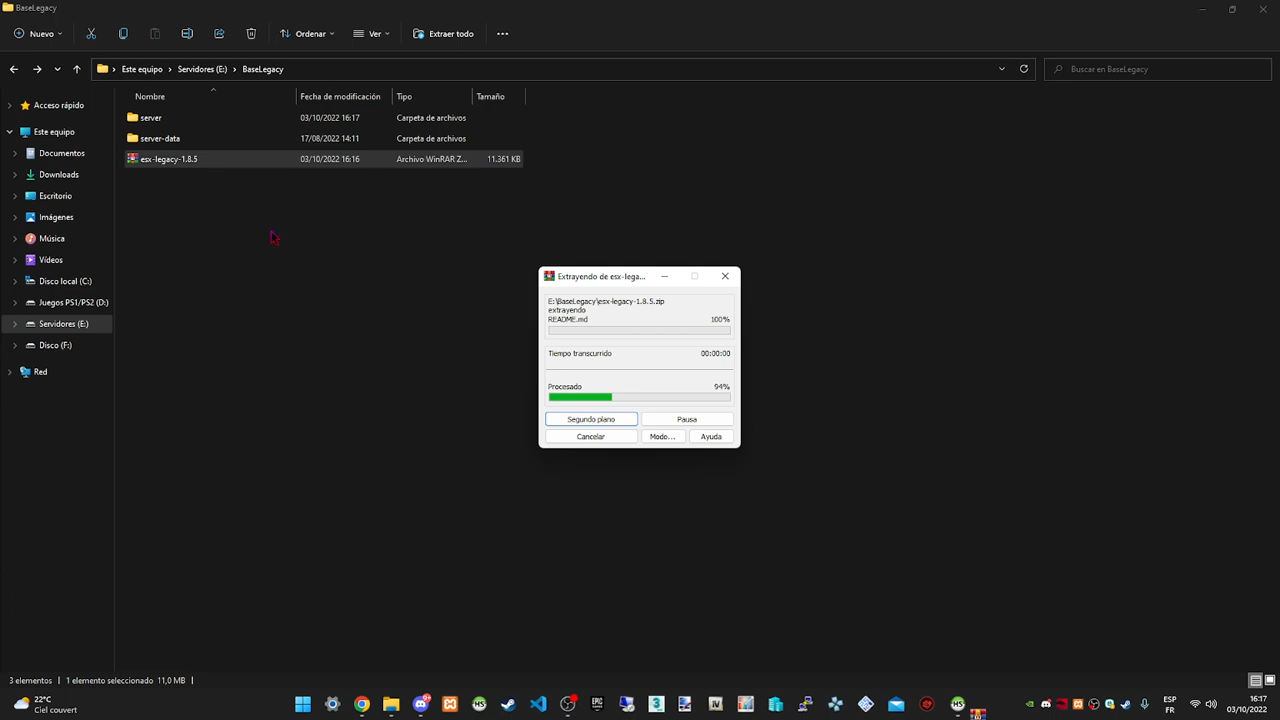 BaseLegacy
Nuevo
Ordenar
Ver
Extraer todo
Este equipo
Servidores (E:)
BaseLegacy
Buscar en BaseLegacy
Nombre
Fecha de modificación
Tipo
Tamaño
Acceso rápido
Este equipo
Documentos
Downloads
Escritorio
Imágenes
Música
Vídeos
Disco local (C:)
Juegos PS1/PS2 (D:)
Servidores (E:)
Disco (F:)
Red
server 03/10/2022 16:17 Carpeta de archivos
server-data 17/08/2022 14:11 Carpeta de archivos
esx-legacy-1.8.5 03/10/2022 16:16 Archivo WinRAR Z... 11.361 KB
Extrayendo de esx-lega...
E:\BaseLegacy\esx-legacy-1.8.5.zip
extrayendo
README.md 100%
Tiempo transcurrido 00:00:00
Procesado 94%
Segundo plano
Pausa
Cancelar
Modo...
Ayuda
3 elementos
1 elemento seleccionado 11,0 MB
22°C
Ciel couvert
ESP
FR
16:17
03/10/2022